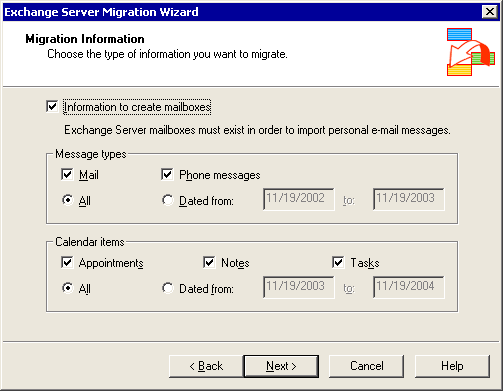 Exchange Server Migration Wizard
Migration Information
Choose the type of information you want to migrate.
Information to create mailboxes
Exchange Server mailboxes must exist in order to import personal e-mail messages.
Message types
Mail Phone messages
All Dated from: 11/19/2002 to: 11/19/2003
Calendar items
Appointments Notes Tasks
All Dated from: 11/19/2003 to: 11/19/2004
< Back Next > Cancel Help